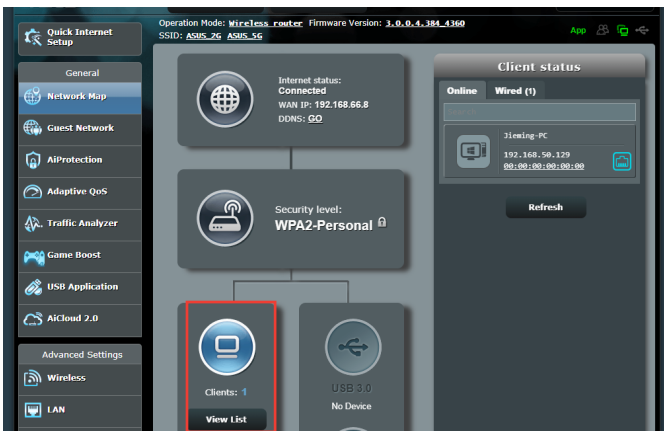 Quick Internet
Setup
General
Network Map
Guest Network
AiProtection
Adaptive QoS
Traffic Analyzer
Game Boost
USB Application
AiCloud 2.0
Advanced Settings
Wireless
LAN
Operation Mode: Wireless router Firmware Version: 3.0.0.4.384_4360
SSID: ASUS_2G ASUS_5G
App
Internet status:
Connected
WAN IP: 192.168.66.8
DDNS: GO
Security level:
WPA2-Personal
Clients: 1
View List
USB 3.0
No Device
Client status
Online Wired (1)
Jieming-PC
192.168.50.129
00:00:00:00:00:00
Refresh